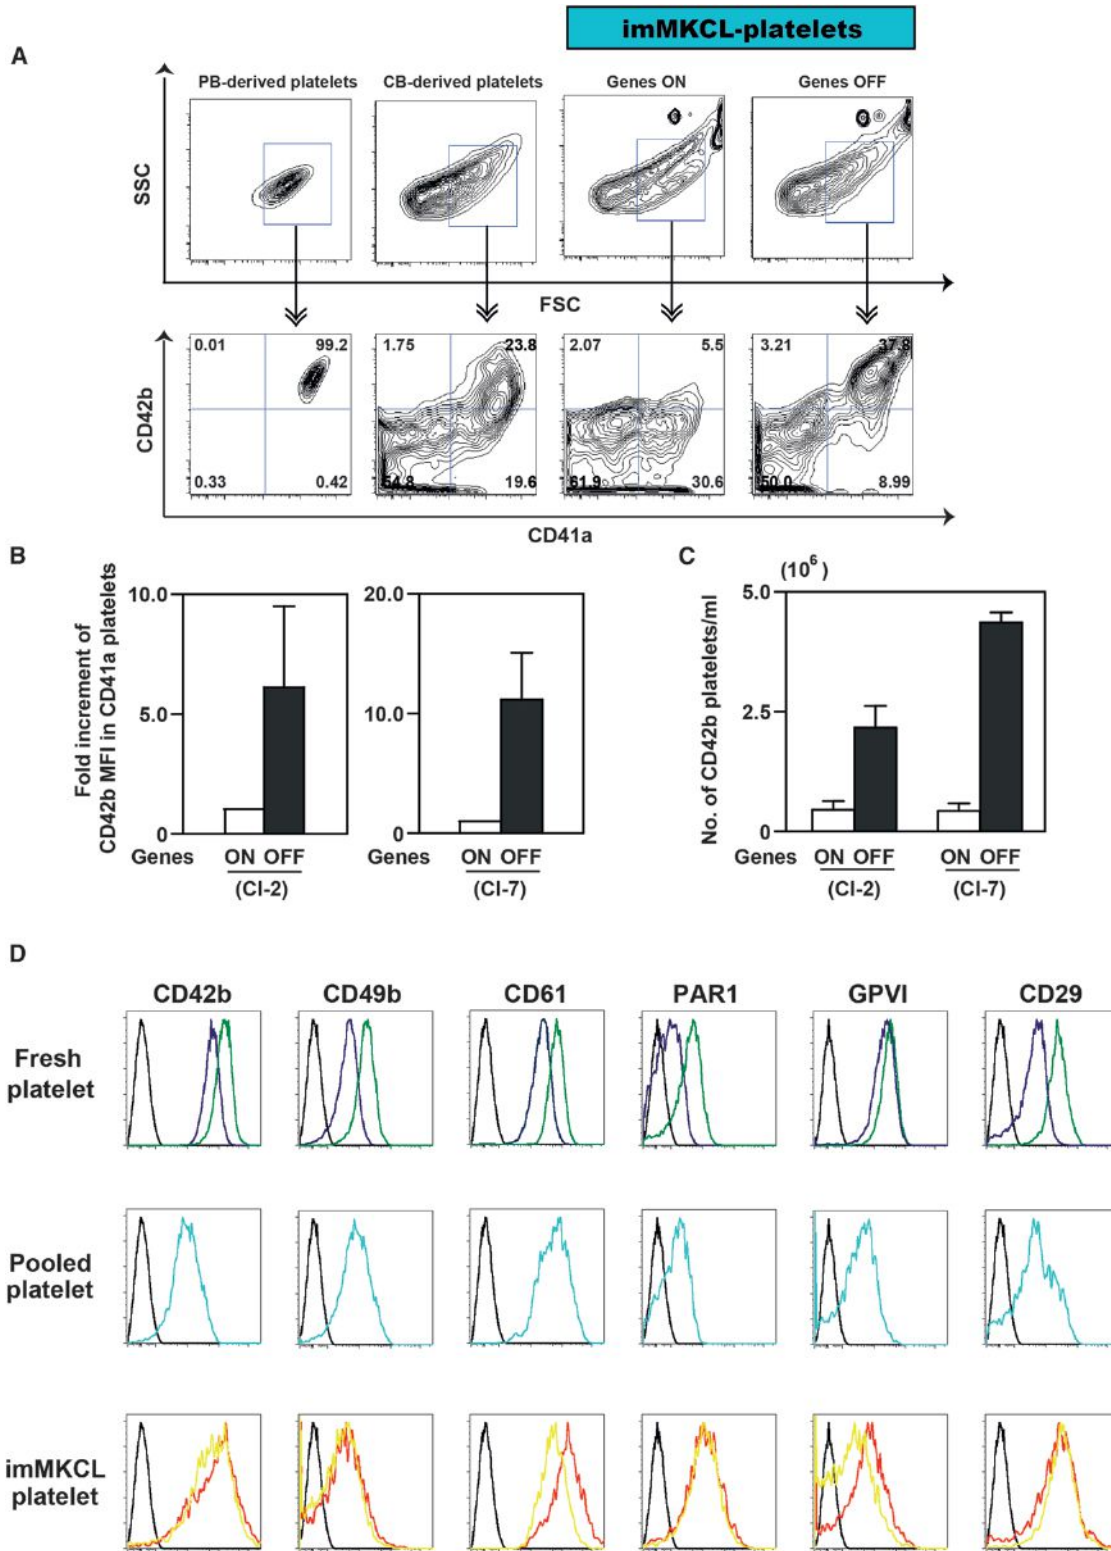 imMKCL-platelets
A
PB-derived platelets
CB-derived platelets
Genes ON
Genes OFF
SSC
FSC
0.01
99.2
1.75
23.8
2.07
5.5
3.21
37.8
CD42b
0.33
0.42
54.8
19.6
61.9
30.6
50.0
8.99
CD41a
B
Fold increment of
CD42b MFI in CD41a platelets
10.0
5.0
0
20.0
10.0
0
Genes
ON OFF
(Cl-2)
Genes
ON OFF
(Cl-7)
C
(10⁶)
No. of CD42b platelets/ml
5.0
2.5
0
Genes
ON OFF
(Cl-2)
ON OFF
(Cl-7)
D
CD42b
CD49b
CD61
PAR1
GPVI
CD29
Fresh
platelet
Pooled
platelet
imMKCL
platelet